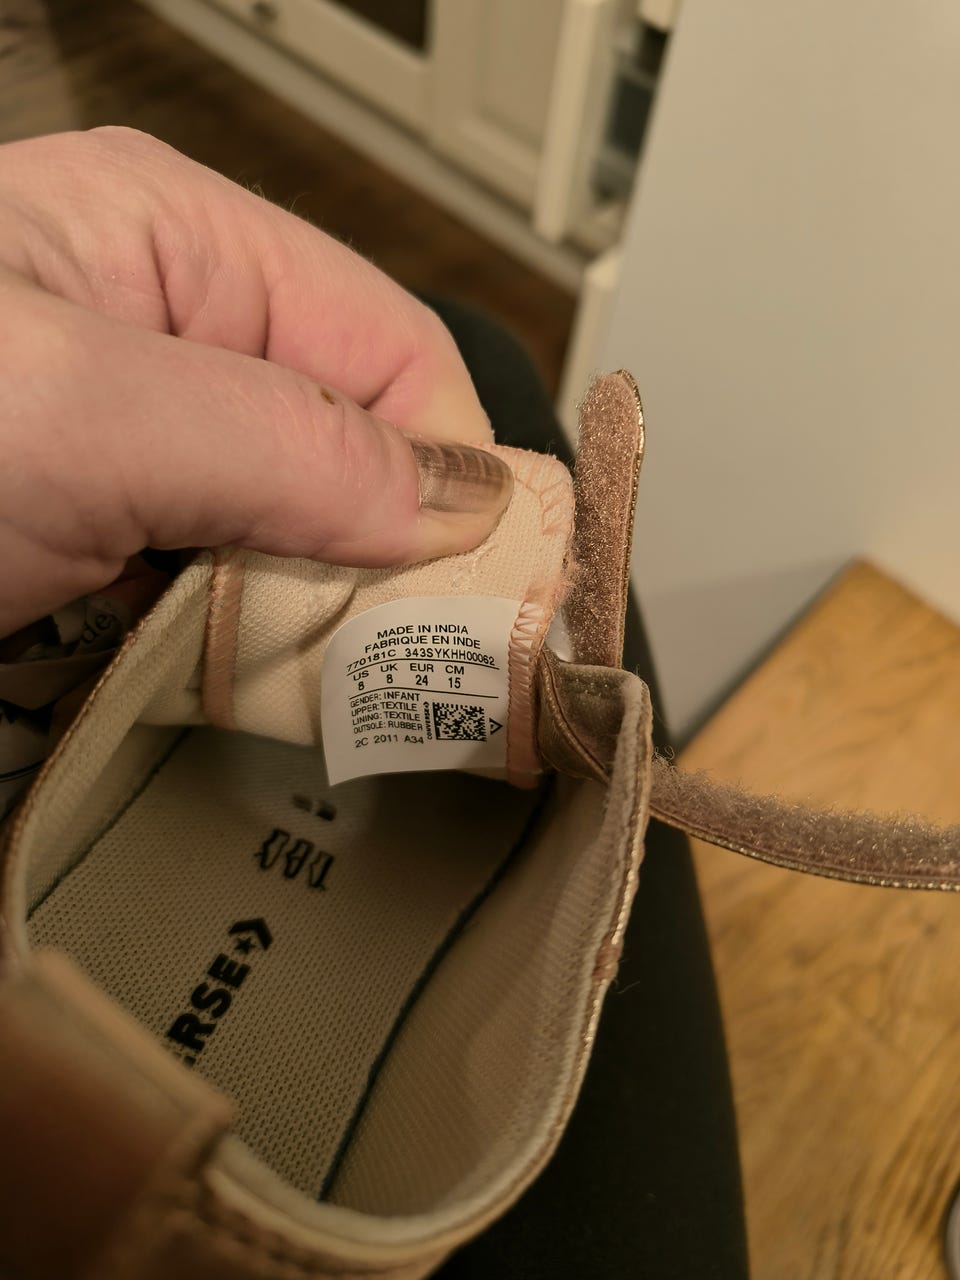 MADE IN INDIA
FABRIQUE EN INDE
770181C 343SYKHH00062
US UK EUR CM
8 8 24 15
GENDER: INFANT
UPPER: TEXTILE
LINING: TEXTILE
OUTSOLE: RUBBER
CONVERSE
2C 2011 A34
ERSE